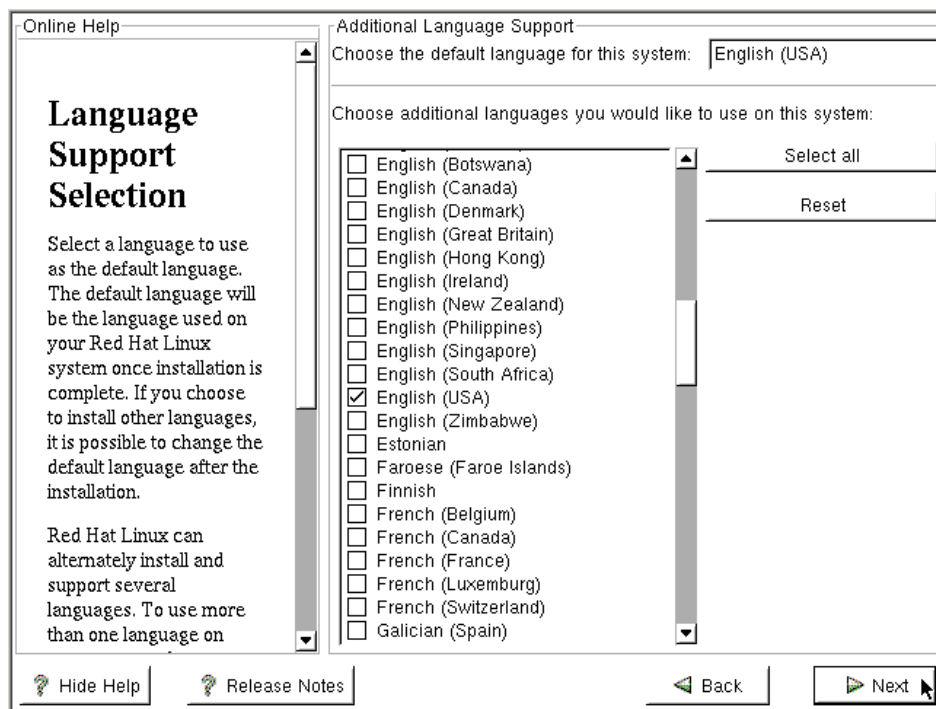 Online Help
Language
Support
Selection
Select a language to use
as the default language.
The default language will
be the language used on
your Red Hat Linux
system once installation is
complete. If you choose
to install other languages,
it is possible to change the
default language after the
installation.
Red Hat Linux can
alternately install and
support several
languages. To use more
than one language on
Additional Language Support
Choose the default language for this system:
English (USA)
Choose additional languages you would like to use on this system:
English (Botswana)
English (Canada)
English (Denmark)
English (Great Britain)
English (Hong Kong)
English (Ireland)
English (New Zealand)
English (Philippines)
English (Singapore)
English (South Africa)
English (USA)
English (Zimbabwe)
Estonian
Faroese (Faroe Islands)
Finnish
French (Belgium)
French (Canada)
French (France)
French (Luxemburg)
French (Switzerland)
Galician (Spain)
Select all
Reset
Hide Help
Release Notes
Back
Next